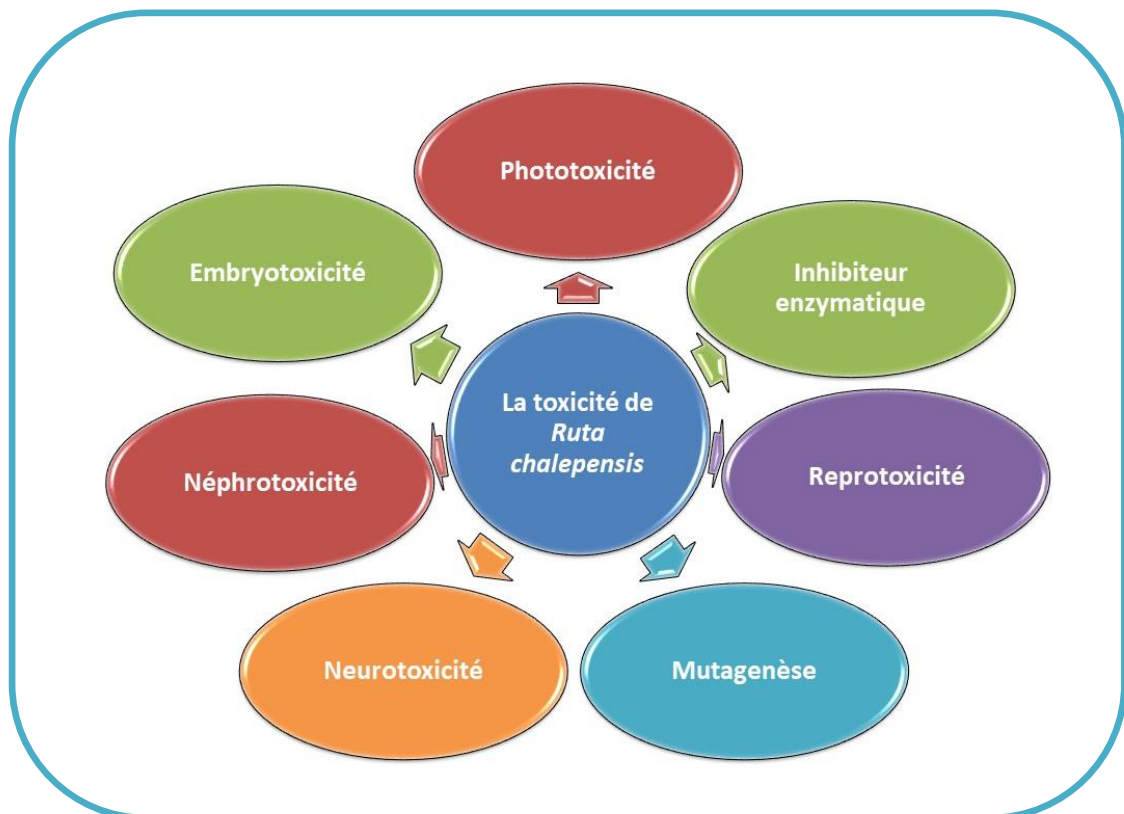 Phototoxicité
Embryotoxicité
Inhibiteur
enzymatique
La toxicité de
Ruta
chalepensis
Néphrotoxicité
Reprotoxicité
Neurotoxicité
Mutagenèse